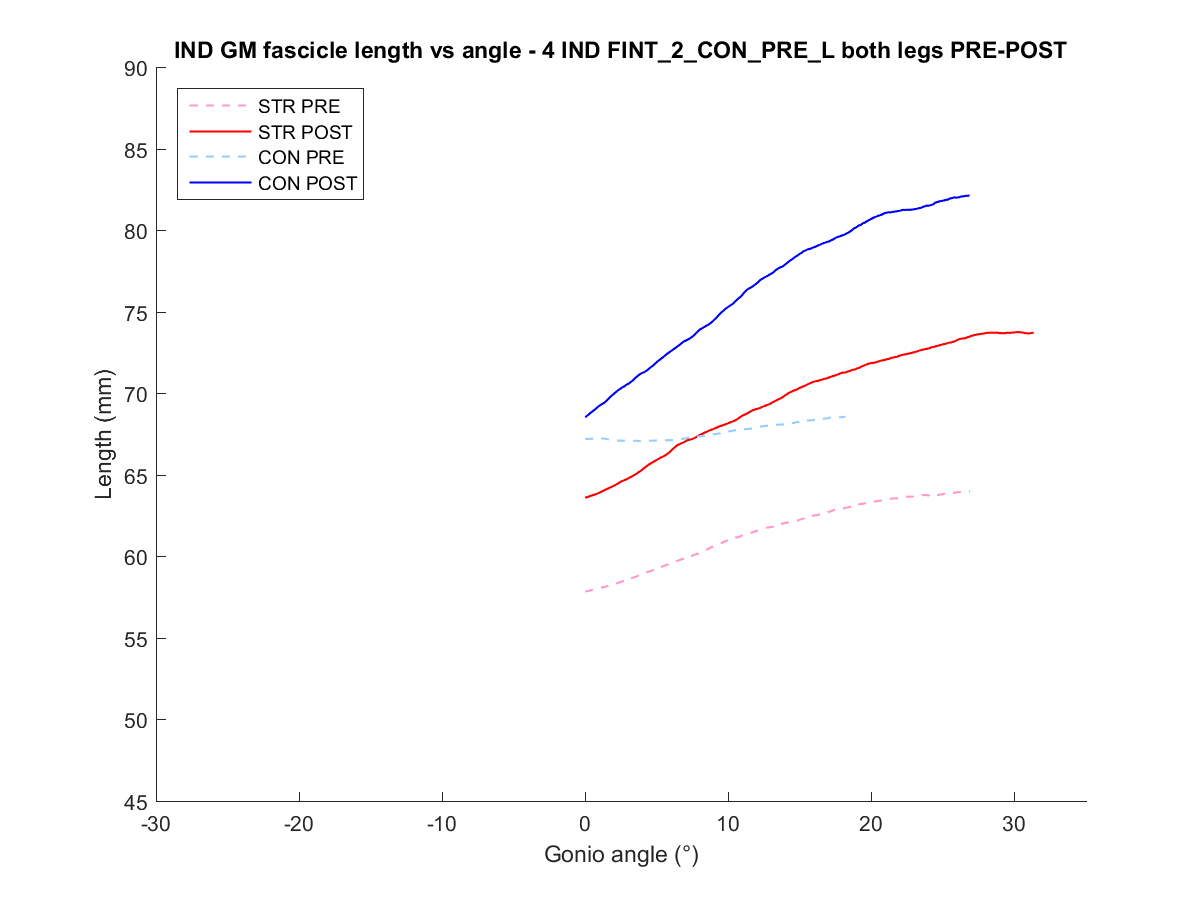 IND GM fascicle length vs angle - 4 IND FINT_2_CON_PRE_L both legs PRE-POST
90
85
80
75
70
65
60
55
50
45
Length (mm)
STR PRE
STR POST
CON PRE
CON POST
-30
-20
-10
0
10
20
30
Gonio angle (°)